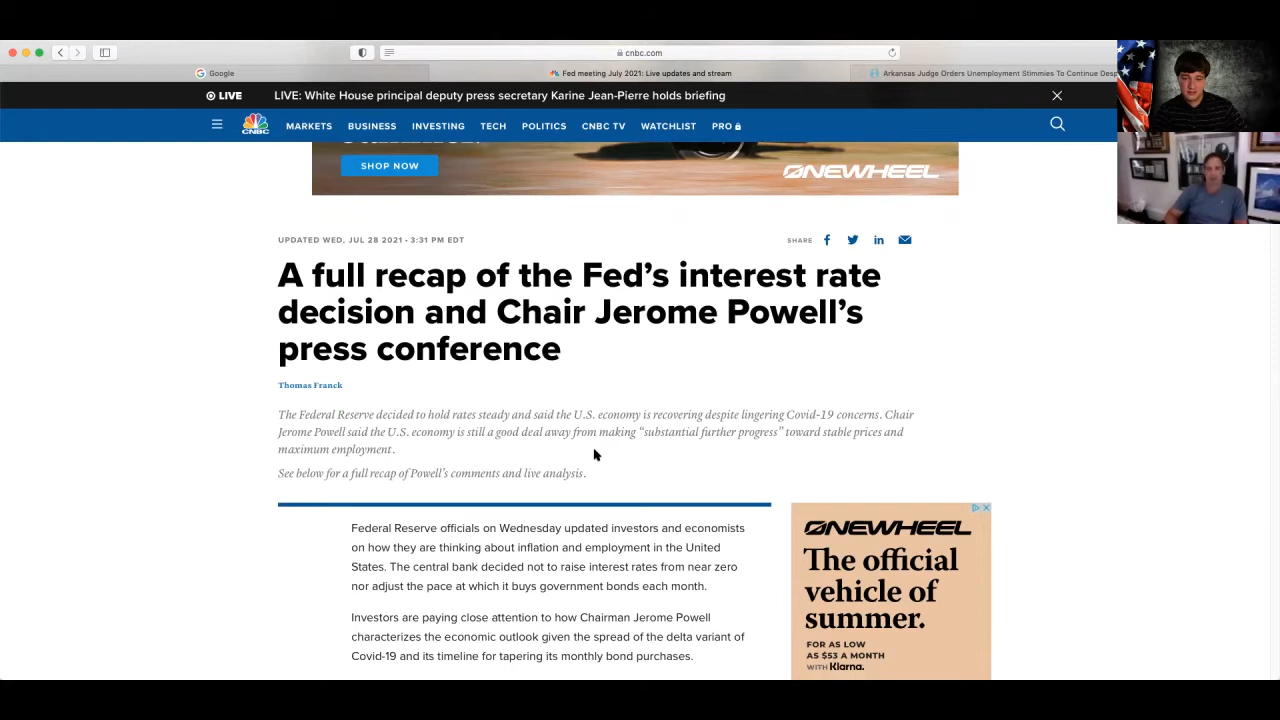 cnbc.com
Google
Fed meeting July 2021: Live updates and stream
Arkansas Judge Orders Unemployment Stimmies To Continue Desp
LIVE
LIVE: White House principal deputy press secretary Karine Jean-Pierre holds briefing
CNBC
MARKETS
BUSINESS
INVESTING
TECH
POLITICS
CNBC TV
WATCHLIST
PRO
SHOP NOW
ONEWHEEL
UPDATED WED, JUL 28 2021 • 3:31 PM EDT
SHARE
A full recap of the Fed’s interest rate
decision and Chair Jerome Powell’s
press conference
Thomas Franck
The Federal Reserve decided to hold rates steady and said the U.S. economy is recovering despite lingering Covid-19 concerns. Chair
Jerome Powell said the U.S. economy is still a good deal away from making “substantial further progress” toward stable prices and
maximum employment.
See below for a full recap of Powell’s comments and live analysis.
Federal Reserve officials on Wednesday updated investors and economists
on how they are thinking about inflation and employment in the United
States. The central bank decided not to raise interest rates from near zero
nor adjust the pace at which it buys government bonds each month.
Investors are paying close attention to how Chairman Jerome Powell
characterizes the economic outlook given the spread of the delta variant of
Covid-19 and its timeline for tapering its monthly bond purchases.
ONEWHEEL
The official
vehicle of
summer.
FOR AS LOW
AS $53 A MONTH
WITH Klarna.